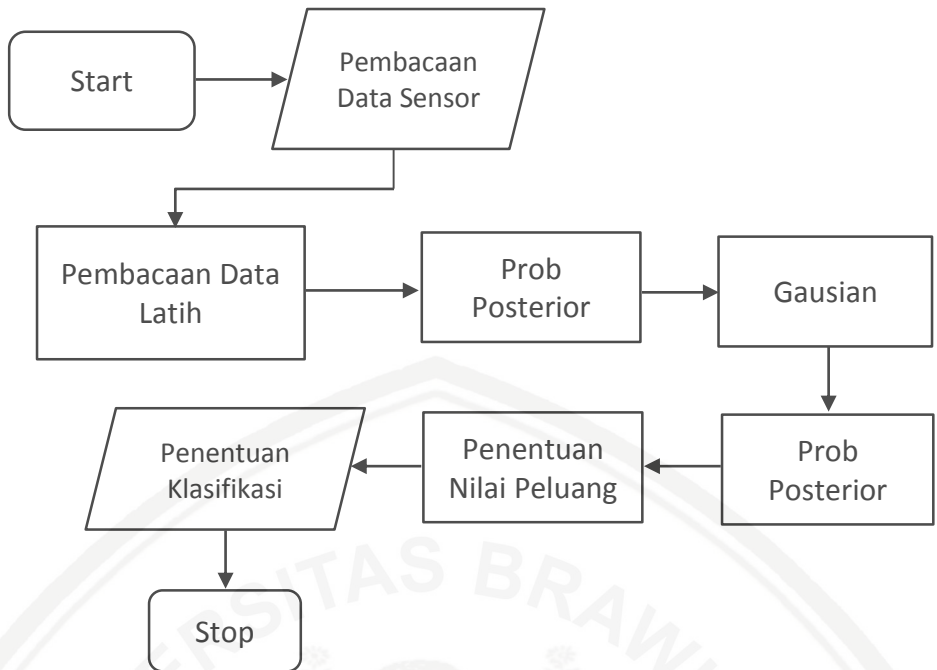 Start
Pembacaan
Data Sensor
Pembacaan Data
Latih
Prob
Posterior
Gausian
Prob
Posterior
Penentuan
Nilai Peluang
Penentuan
Klasifikasi
Stop